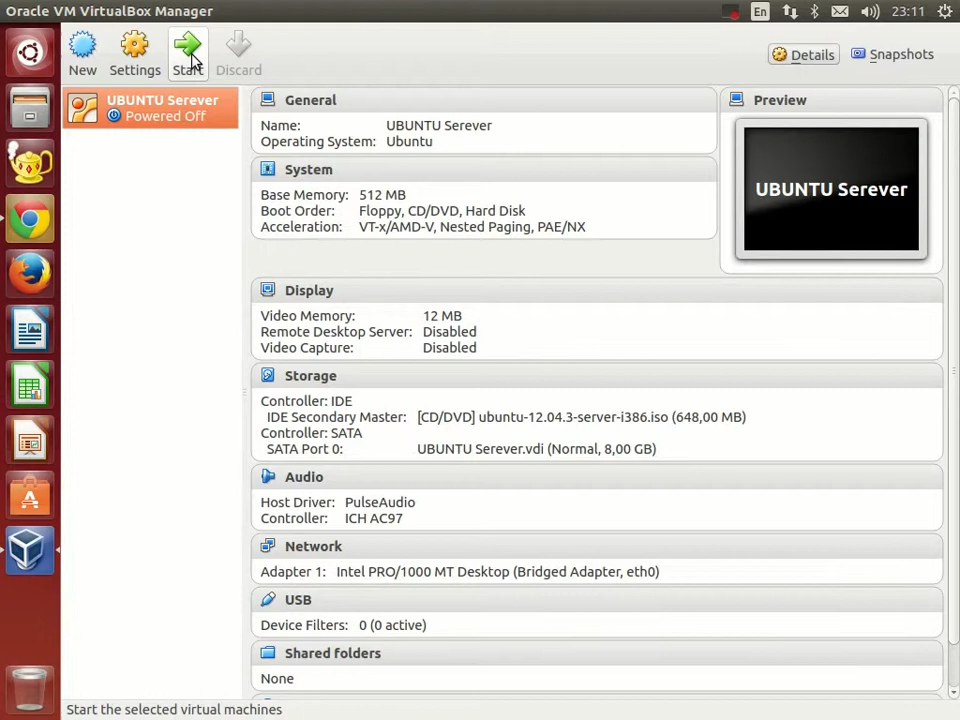 Oracle VM VirtualBox Manager
En
23:11
New
Settings
Start
Discard
Details
Snapshots
UBUNTU Serever
Powered Off
General
Name: UBUNTU Serever
Operating System: Ubuntu
System
Base Memory: 512 MB
Boot Order: Floppy, CD/DVD, Hard Disk
Acceleration: VT-x/AMD-V, Nested Paging, PAE/NX
Preview
UBUNTU Serever
Display
Video Memory: 12 MB
Remote Desktop Server: Disabled
Video Capture: Disabled
Storage
Controller: IDE
IDE Secondary Master: [CD/DVD] ubuntu-12.04.3-server-i386.iso (648,00 MB)
Controller: SATA
SATA Port 0: UBUNTU Serever.vdi (Normal, 8,00 GB)
Audio
Host Driver: PulseAudio
Controller: ICH AC97
Network
Adapter 1: Intel PRO/1000 MT Desktop (Bridged Adapter, eth0)
USB
Device Filters: 0 (0 active)
Shared folders
None
Start the selected virtual machines